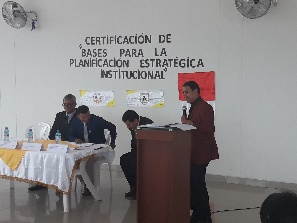 CERTIFICACIÓN DE
"BASES PARA LA
PLANIFICACIÓN ESTRATÉGICA
INSTITUCIONAL"